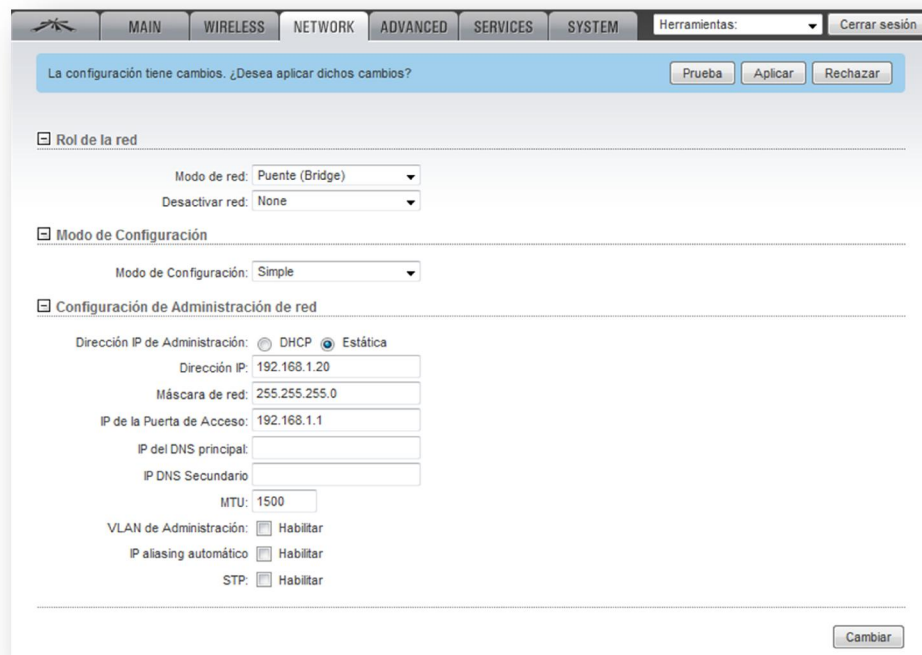 MAIN WIRELESS NETWORK ADVANCED SERVICES SYSTEM Herramientas: Cerrar sesión
La configuración tiene cambios. ¿Desea aplicar dichos cambios? Prueba Aplicar Rechazar
Rol de la red
Modo de red: Puente (Bridge)
Desactivar red: None
Modo de Configuración
Modo de Configuración: Simple
Configuración de Administración de red
Dirección IP de Administración: DHCP Estática
Dirección IP: 192.168.1.20
Máscara de red: 255.255.255.0
IP de la Puerta de Acceso: 192.168.1.1
IP del DNS principal:
IP DNS Secundario
MTU: 1500
VLAN de Administración: Habilitar
IP aliasing automático Habilitar
STP: Habilitar
Cambiar